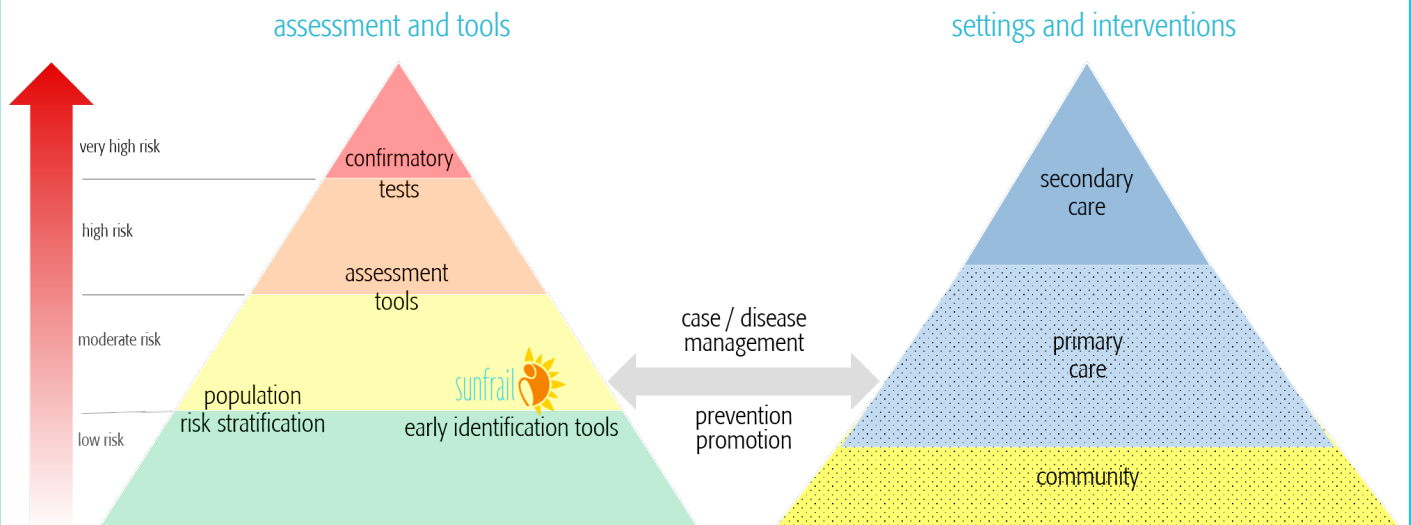 assessment and tools
settings and interventions
very high risk
confirmatory
tests
high risk
assessment
tools
moderate risk
population
risk stratification
sunfrail
early identification tools
low risk
case / disease
management
prevention
promotion
secondary
care
primary
care
community